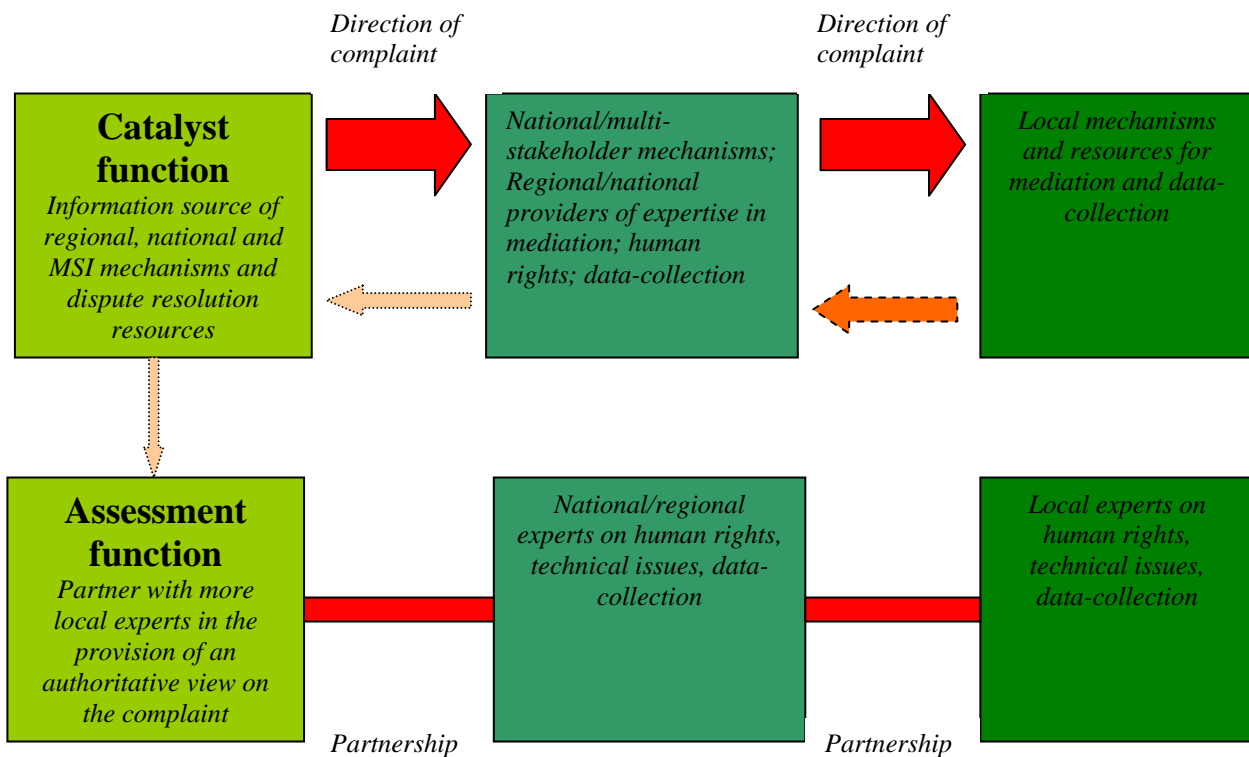 Direction of
complaint
Direction of
complaint
Catalyst
function
Information source of
regional, national and
MSI mechanisms and
dispute resolution
resources
National/multi-
stakeholder mechanisms;
Regional/national
providers of expertise in
mediation; human
rights; data-collection
Local mechanisms
and resources for
mediation and data-
collection
Assessment
function
Partner with more
local experts in the
provision of an
authoritative view on
the complaint
National/regional
experts on human rights,
technical issues, data-
collection
Local experts on
human rights,
technical issues,
data-collection
Partnership
Partnership